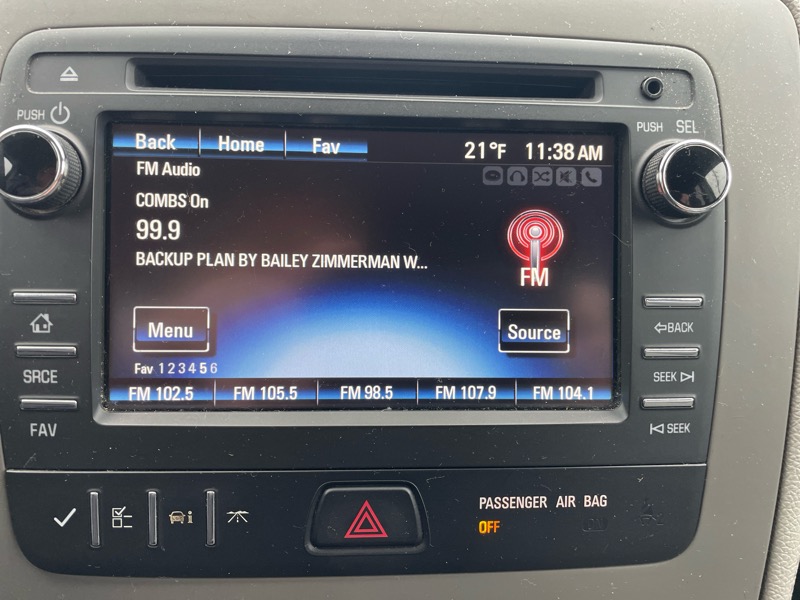 PUSH
PUSH SEL
Back Home Fav 21°F 11:38 AM
FM Audio
COMBS On
99.9
BACKUP PLAN BY BAILEY ZIMMERMAN W...
FM
Menu
Source
Fav 1 2 3 4 5 6
FM 102.5 FM 105.5 FM 98.5 FM 107.9 FM 104.1
SRCE
FAV
BACK
SEEK
SEEK
PASSENGER AIR BAG
OFF